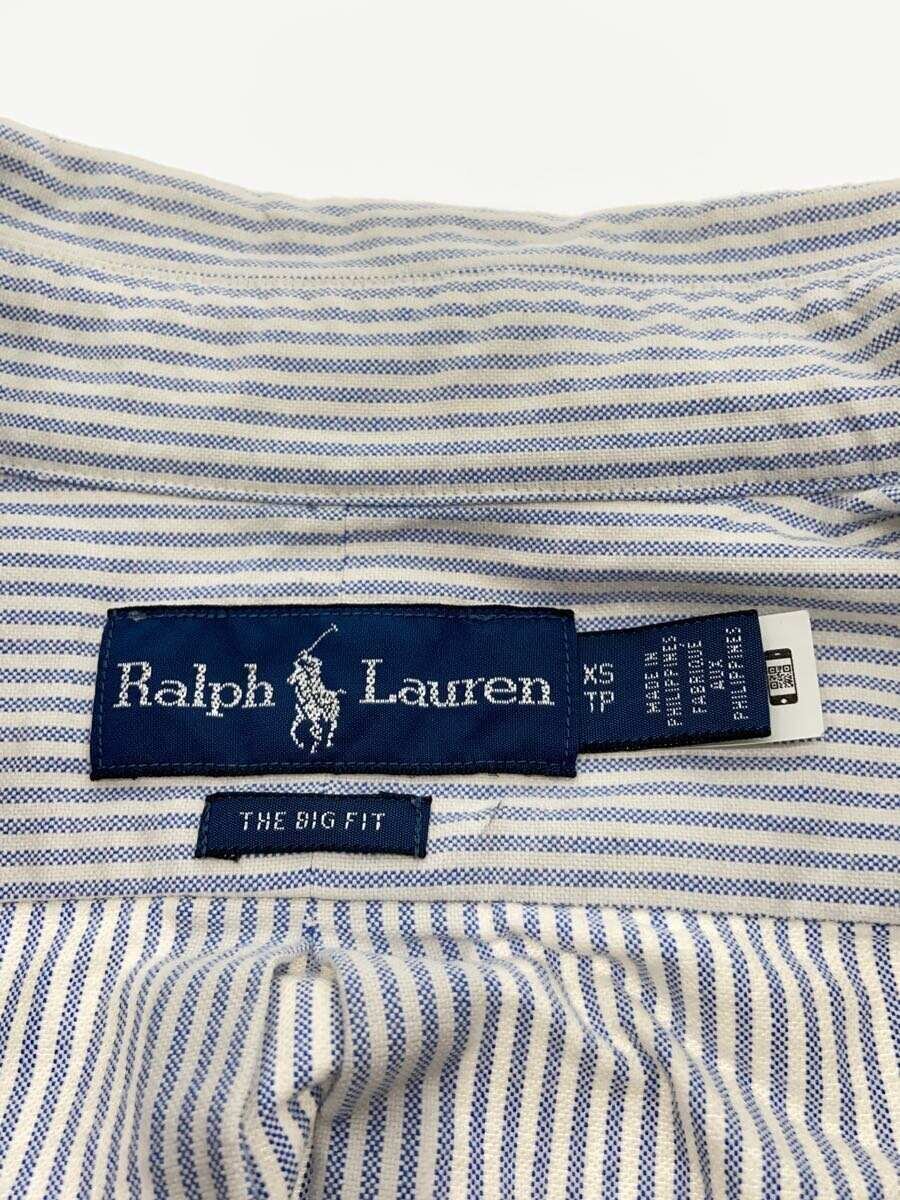 Ralph Lauren
XS
TP
MADE IN
PHILIPPINES
FABRIQUE
AUX
PHILIPPINES
THE BIG FIT